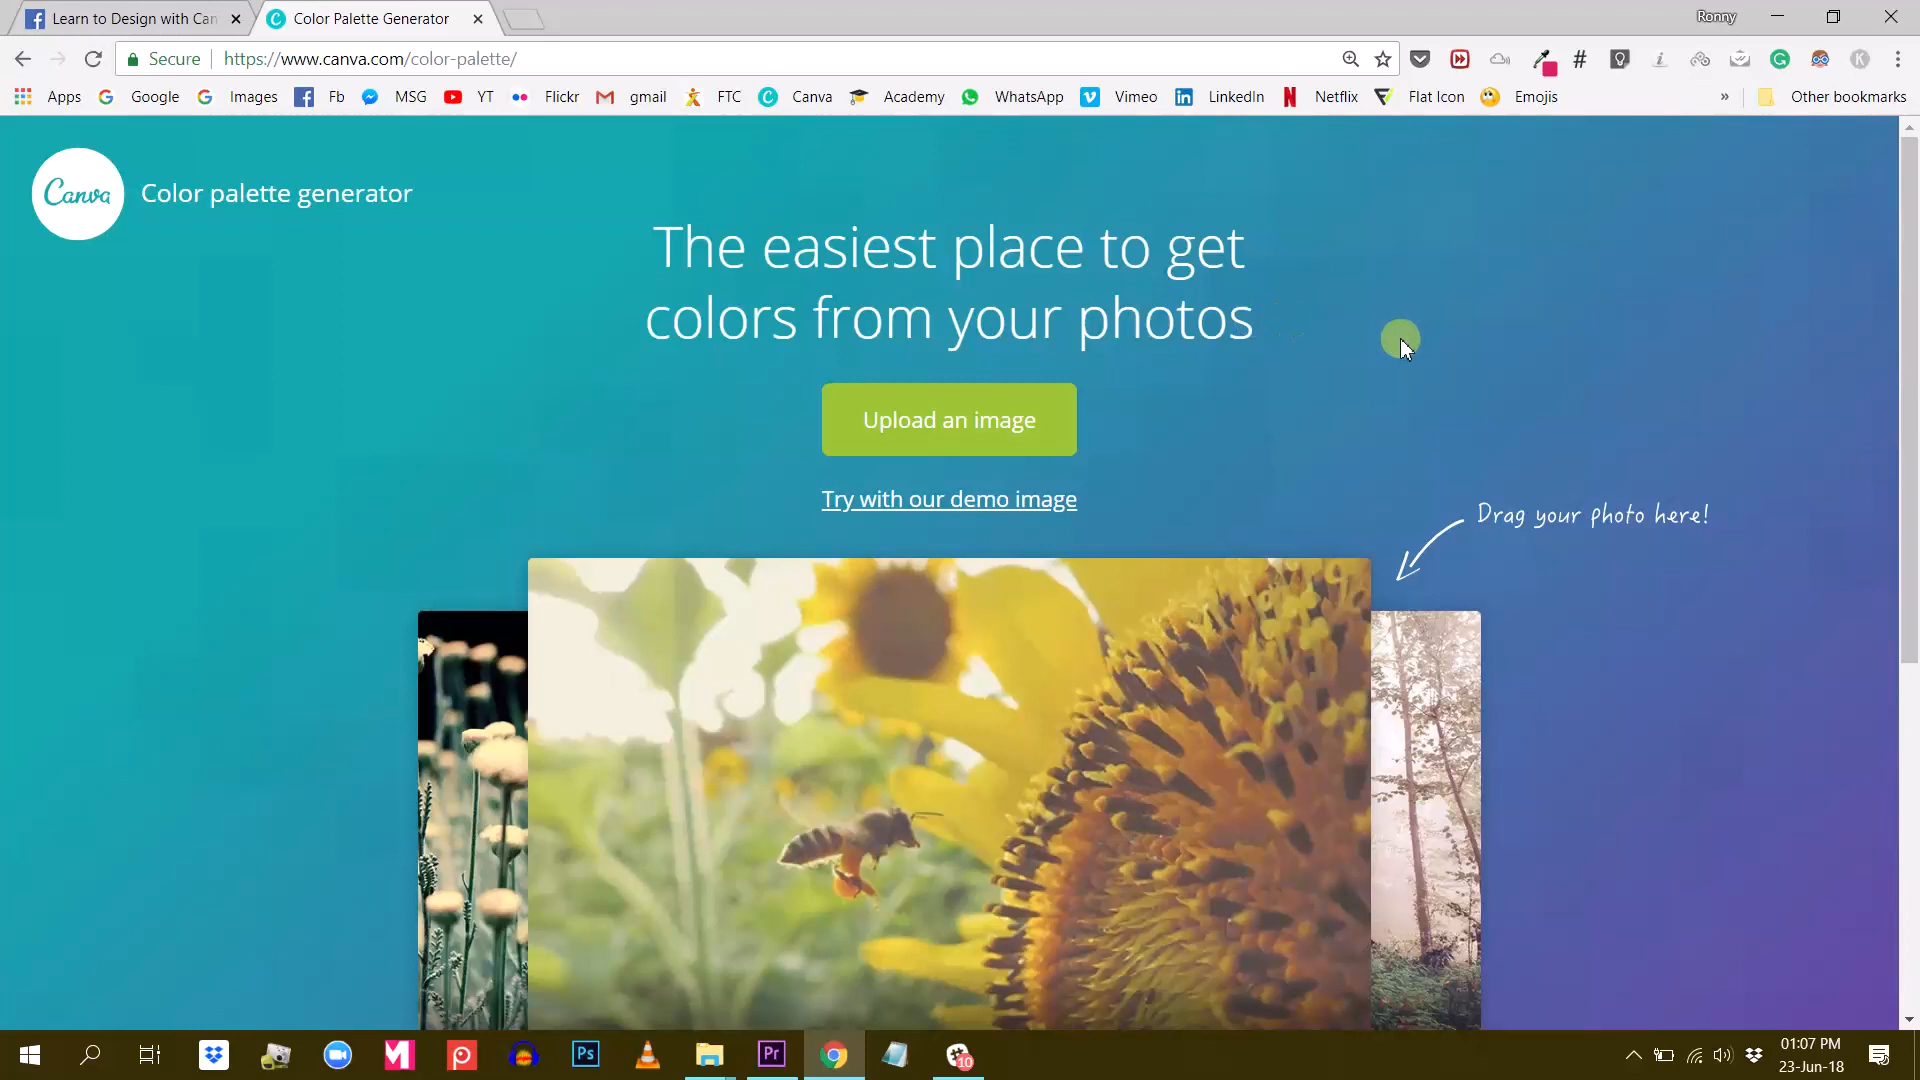 Learn to Design with Can
Color Palette Generator
Ronny
Secure
https://www.canva.com/color-palette/
Apps Google Images Fb MSG YT Flickr gmail FTC Canva Academy WhatsApp Vimeo LinkedIn Netflix Flat Icon Emojis » Other bookmarks
Canva
Color palette generator
The easiest place to get
colors from your photos
Upload an image
Try with our demo image
Drag your photo here!
Ps
Pr
10
01:07 PM
23-Jun-18